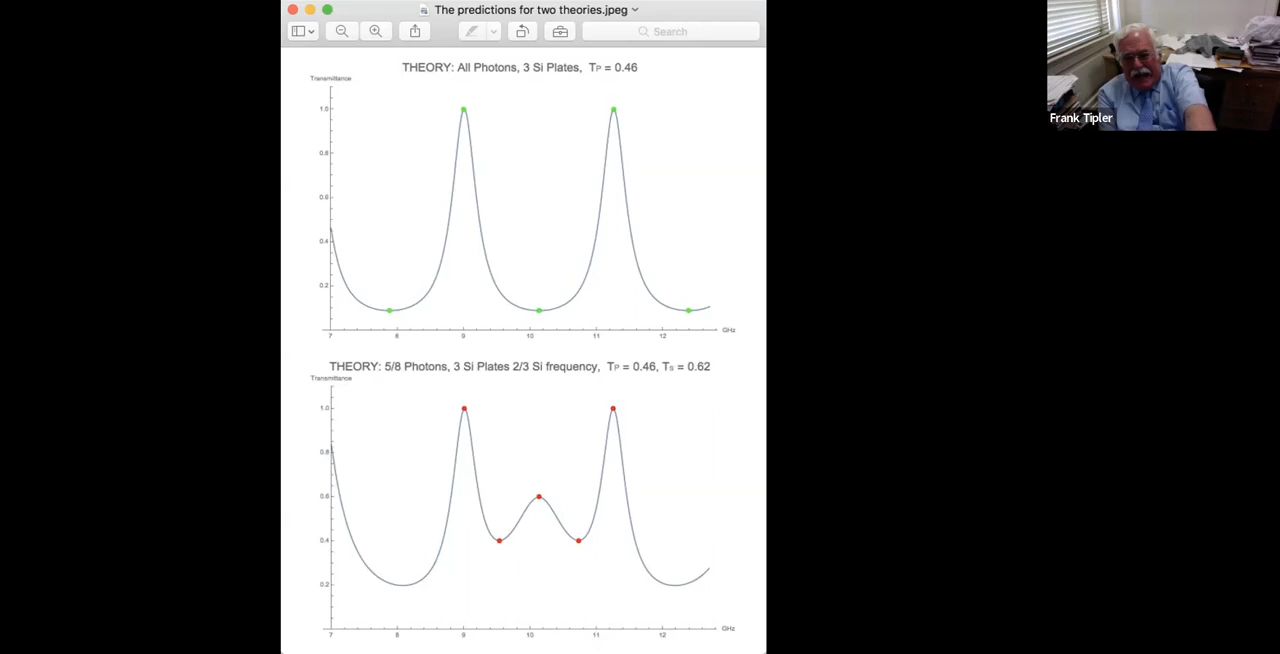 The predictions for two theories.jpeg
Search
THEORY: All Photons, 3 Si Plates, TP = 0.46
Transmittance
1.0
0.8
0.6
0.4
0.2
7 8 9 10 11 12 GHz
THEORY: 5/8 Photons, 3 Si Plates 2/3 Si frequency, TP = 0.46, Ts = 0.62
Transmittance
1.0
0.8
0.6
0.4
0.2
7 8 9 10 11 12 GHz
Frank Tipler